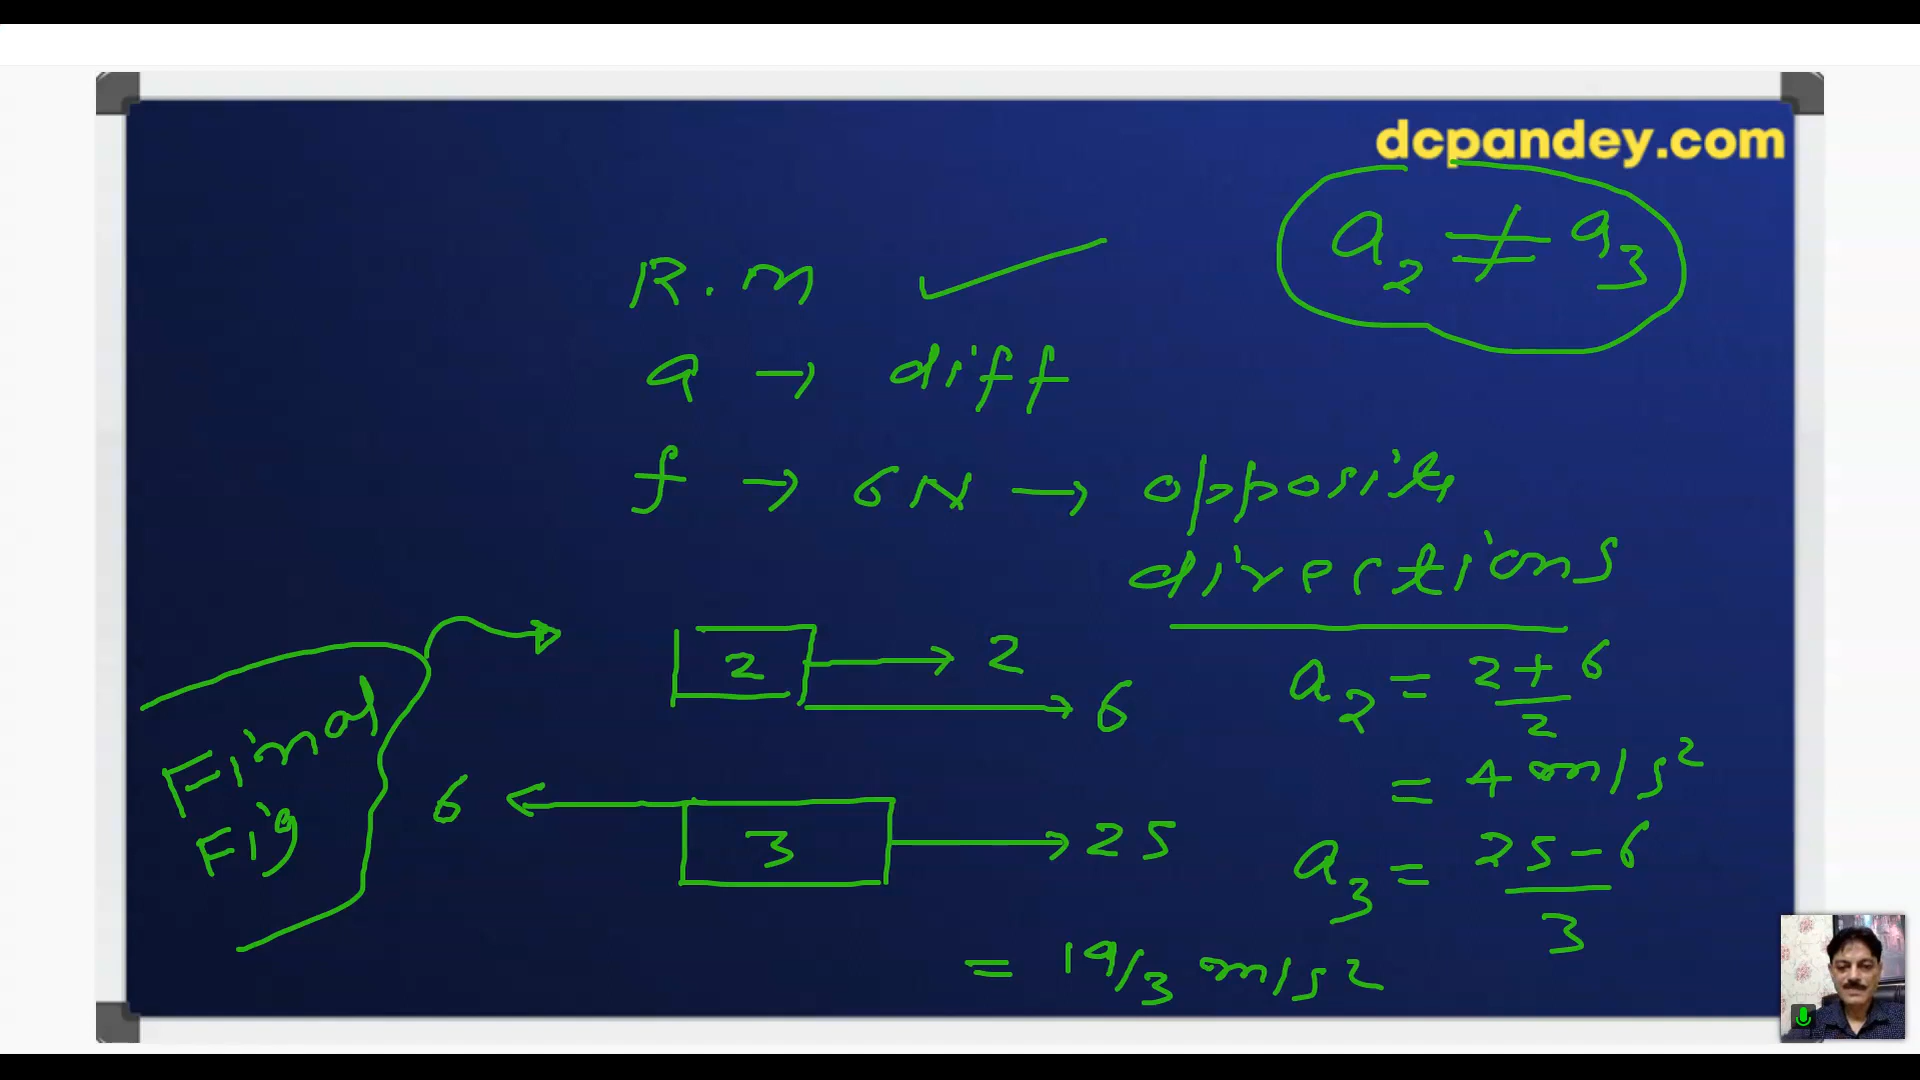 dcpandey.com
a₂ ≠ a₃
R.m ✓
a → diff
f → 6N → opposite
directions
2 → 2
→ 6
a₂ = 2+6/2
= 4 m/s²
Final
Fig
6 ← 3 → 25
a₃ = 25-6/3
= 19/3 m/s²